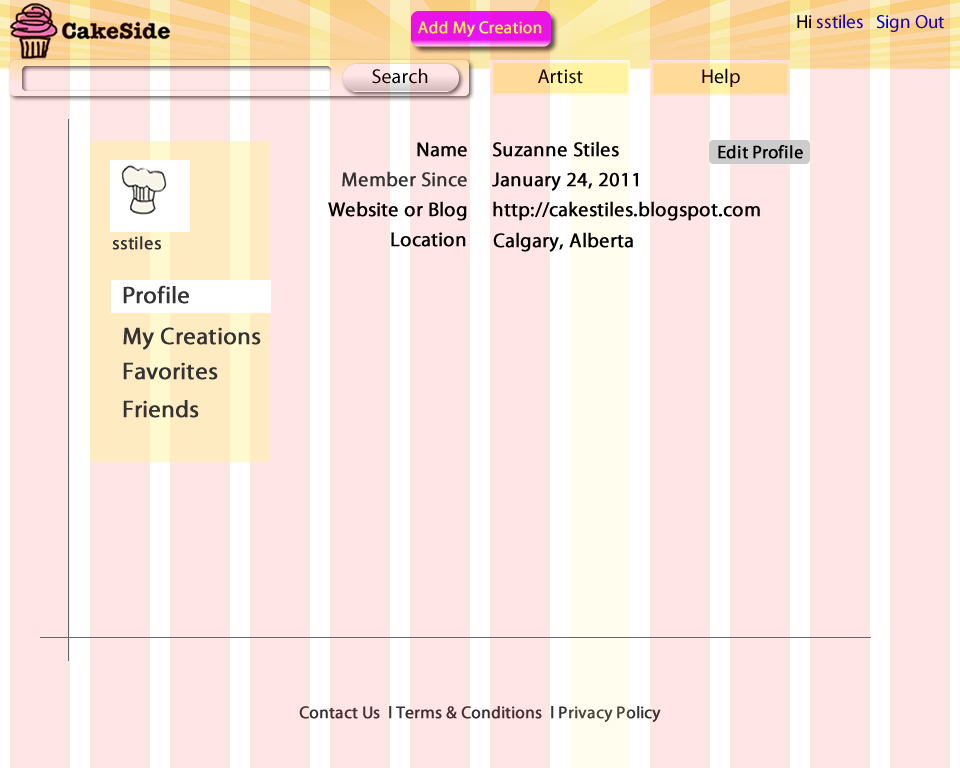 CakeSide
Add My Creation
Hi sstiles Sign Out
Search
Artist
Help
Name Suzanne Stiles
Edit Profile
Member Since January 24, 2011
Website or Blog http://cakestiles.blogspot.com
Location Calgary, Alberta
sstiles
Profile
My Creations
Favorites
Friends
Contact Us | Terms & Conditions | Privacy Policy